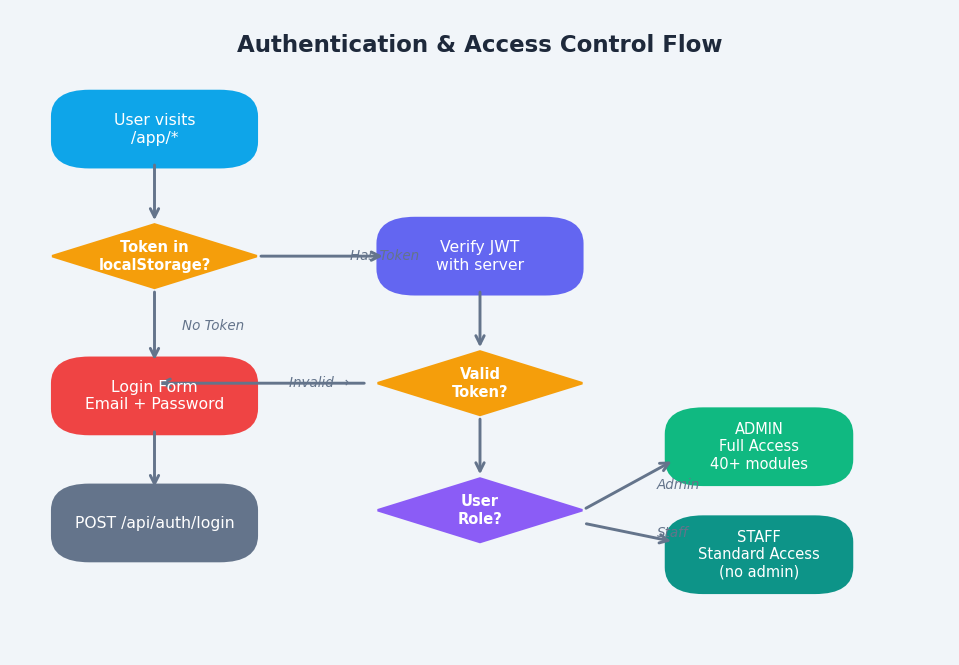 Authentication & Access Control Flow
User visits
/app/*
Token in
localStorage?
Verify JWT
with server
No Token
Login Form
Email + Password
Invalid
Valid
Token?
POST /api/auth/login
User
Role?
Admin
Staff
ADMIN
Full Access
40+ modules
STAFF
Standard Access
(no admin)